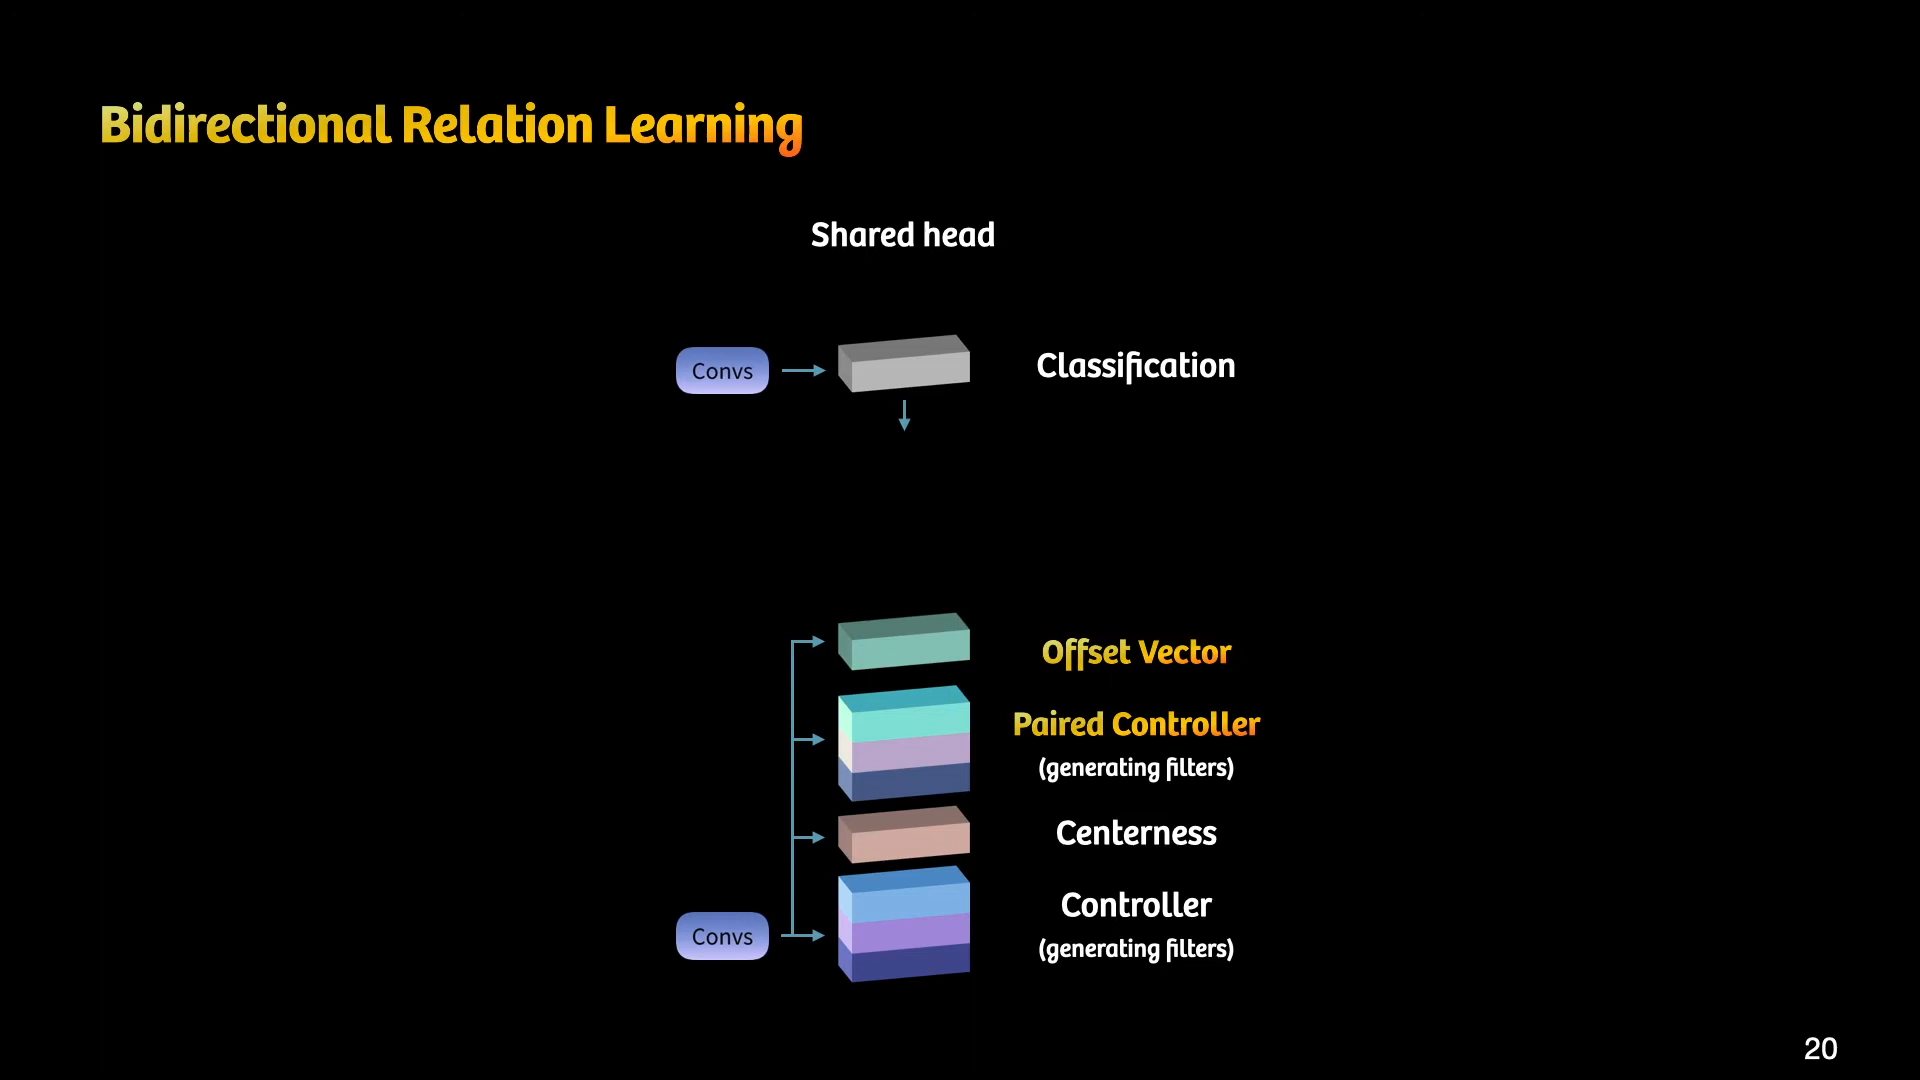 Bidirectional Relation Learning
Shared head
Convs
Classification
Offset Vector
Paired Controller
(generating filters)
Centerness
Controller
Convs
(generating filters)
20